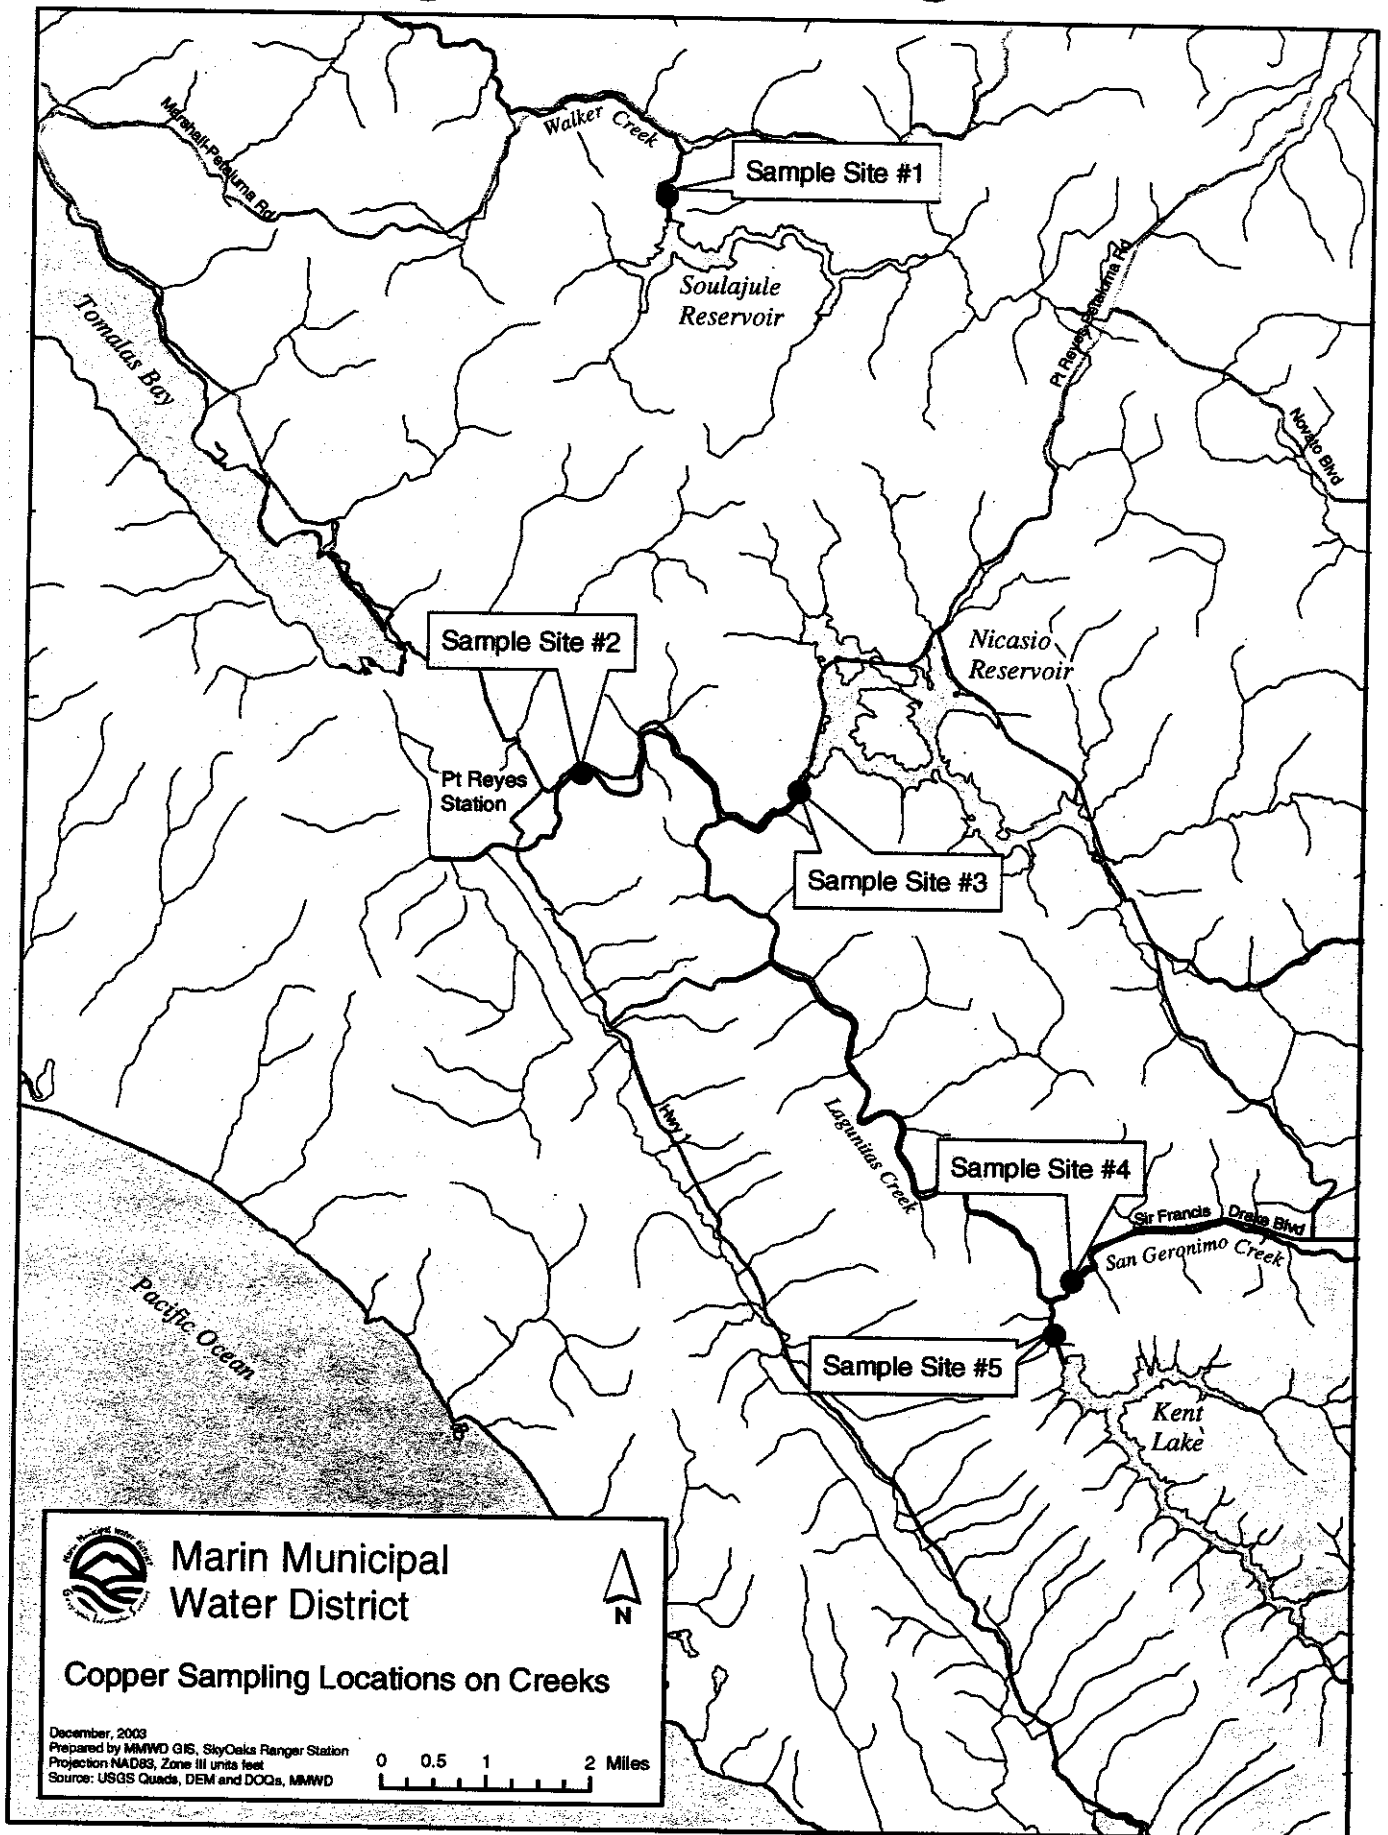 Marshall-Petaluma Rd
Walker Creek
Sample Site #1
Soulajule
Reservoir
Pt Reyes-Petaluma Rd
Tomalas Bay
Novato Blvd
Sample Site #2
Nicasio
Reservoir
Pt Reyes
Station
Sample Site #3
Hwy 1
Lagunitas Creek
Sample Site #4
Sir Francis Drake Blvd
San Geronimo Creek
Pacific Ocean
Sample Site #5
Kent
Lake
Marin Municipal
Water District
N
Copper Sampling Locations on Creeks
December, 2003
Prepared by MMWD GIS, SkyOaks Ranger Station
Projection NAD83, Zone III units feet
Source: USGS Quads, DEM and DOQs, MMWD
0 0.5 1 2 Miles